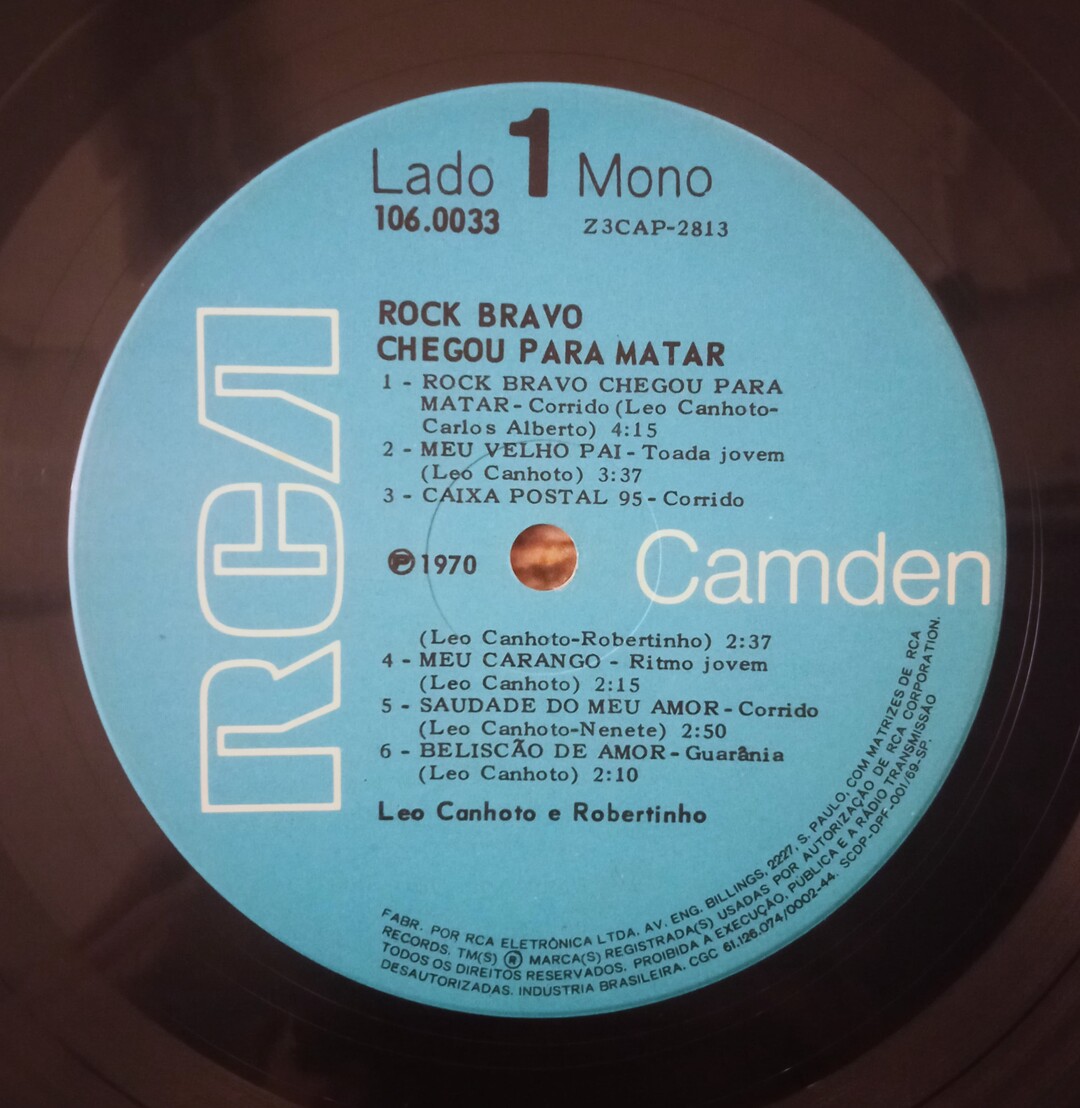 Lado 1 Mono
106.0033 Z3CAP-2813
ROCK BRAVO
CHEGOU PARA MATAR
1 - ROCK BRAVO CHEGOU PARA
MATAR - Corrido (Leo Canhoto-
Carlos Alberto) 4:15
2 - MEU VELHO PAI - Toada jovem
(Leo Canhoto) 3:37
3 - CAIXA POSTAL 95 - Corrido
℗ 1970
Camden
RCA
(Leo Canhoto-Robertinho) 2:37
4 - MEU CARANGO - Ritmo jovem
(Leo Canhoto) 2:15
5 - SAUDADE DO MEU AMOR - Corrido
(Leo Canhoto-Nenete) 2:50
6 - BELISCÃO DE AMOR - Guarânia
(Leo Canhoto) 2:10
Leo Canhoto e Robertinho
FABR. POR RCA ELETRÔNICA LTDA. AV. ENG. BILLINGS, 2227, S. PAULO, COM MATRIZES DE RCA
RECORDS. TM(S) ® MARCA(S) REGISTRADA(S) USADAS POR AUTORIZAÇÃO DE RCA CORPORATION.
TODOS OS DIREITOS RESERVADOS. PROIBIDA A EXECUÇÃO, PÚBLICA E A RÁDIO TRANSMISSÃO
DESAUTORIZADAS. INDUSTRIA BRASILEIRA. CGC 61.126.074/0002-44. SCDP-DPF-001/69-SP.